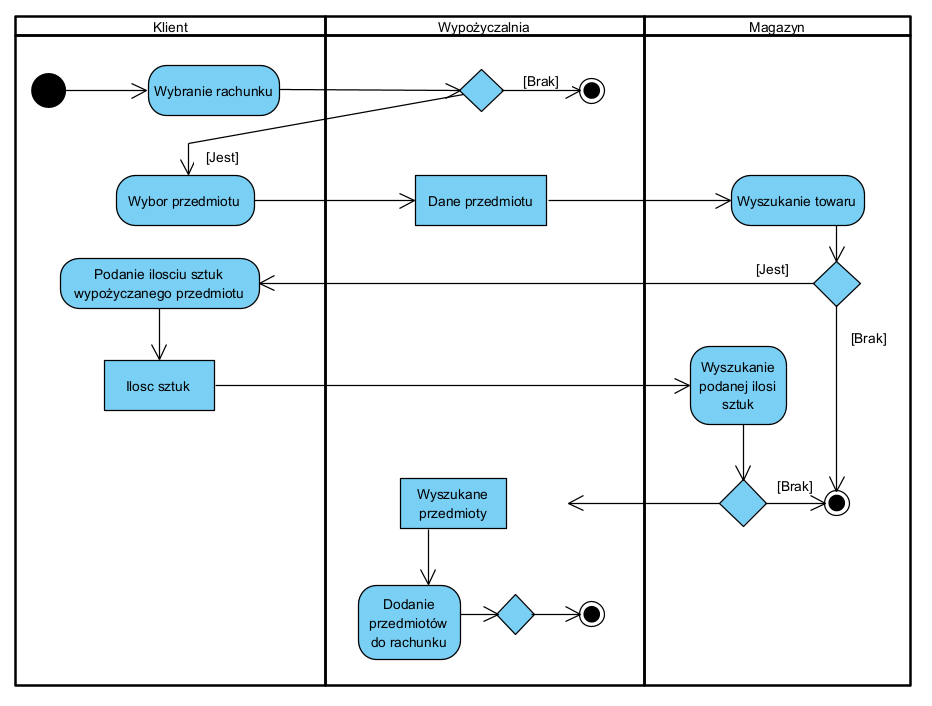 Klient
Wypożyczalnia
Magazyn
Wybranie rachunku
[Brak]
[Jest]
Wybor przedmiotu
Dane przedmiotu
Wyszukanie towaru
Podanie ilosciu sztuk
wypożyczanego przedmiotu
[Jest]
[Brak]
Ilosc sztuk
Wyszukanie
podanej ilosi
sztuk
[Brak]
Wyszukane
przedmioty
Dodanie
przedmiotów
do rachunku